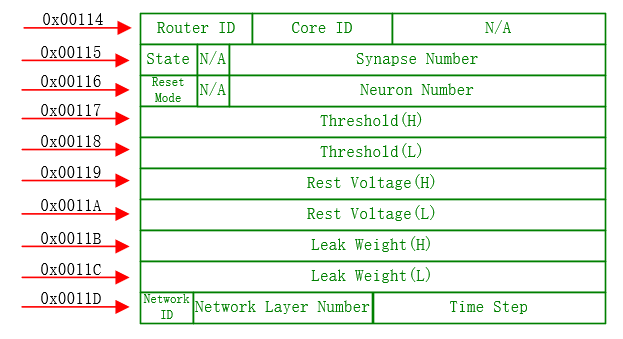 0x00114 Router ID Core ID N/A
0x00115 State N/A Synapse Number
0x00116 Reset Mode N/A Neuron Number
0x00117 Threshold(H)
0x00118 Threshold(L)
0x00119 Rest Voltage(H)
0x0011A Rest Voltage(L)
0x0011B Leak Weight(H)
0x0011C Leak Weight(L)
0x0011D Network ID Network Layer Number Time Step